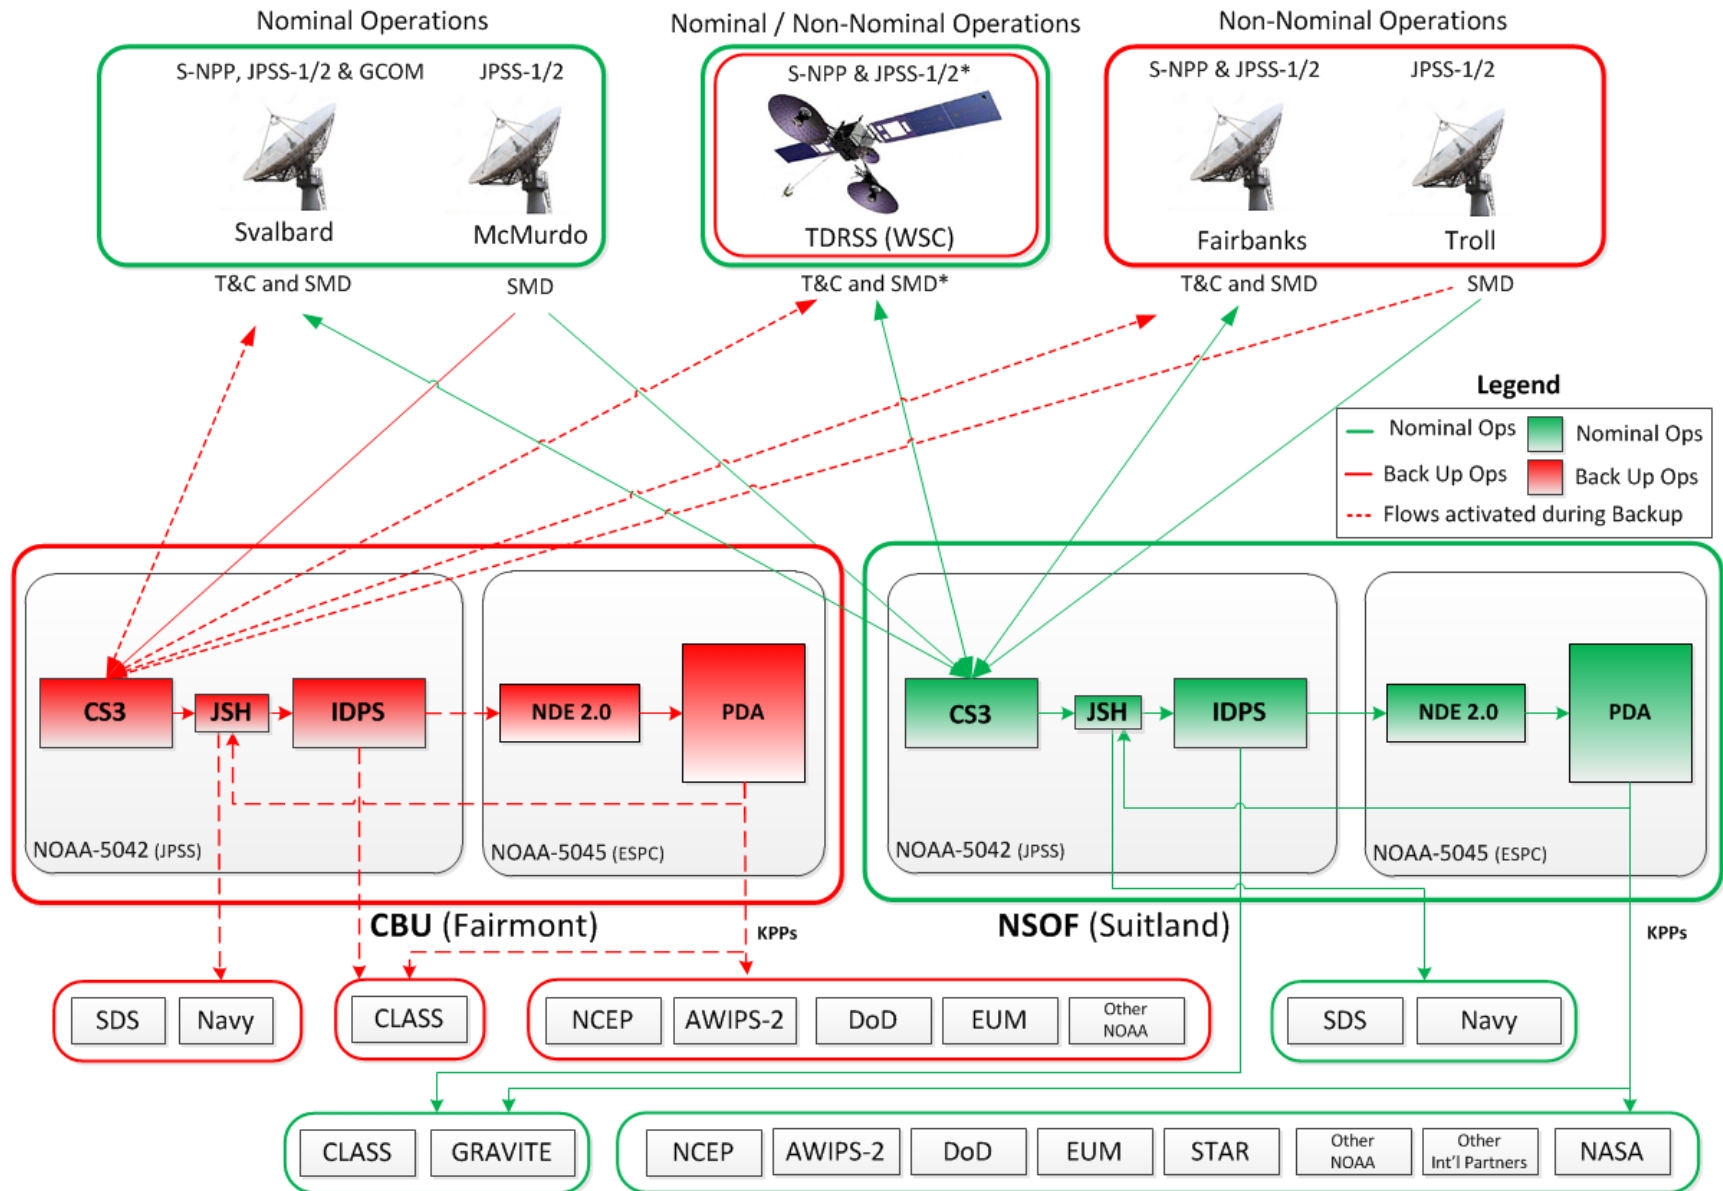 Nominal Operations
Nominal / Non-Nominal Operations
Non-Nominal Operations
S-NPP, JPSS-1/2 & GCOM
JPSS-1/2
S-NPP & JPSS-1/2*
S-NPP & JPSS-1/2
JPSS-1/2
Svalbard
McMurdo
TDRSS (WSC)
Fairbanks
Troll
T&C and SMD
SMD
T&C and SMD*
T&C and SMD
SMD
Legend
Nominal Ops
Nominal Ops
Back Up Ops
Back Up Ops
Flows activated during Backup
CS3
JSH
IDPS
NDE 2.0
PDA
CS3
JSH
IDPS
NDE 2.0
PDA
NOAA-5042 (JPSS)
NOAA-5045 (ESPC)
NOAA-5042 (JPSS)
NOAA-5045 (ESPC)
CBU (Fairmont)
KPPs
NSOF (Suitland)
KPPs
SDS
Navy
CLASS
NCEP
AWIPS-2
DoD
EUM
Other
NOAA
SDS
Navy
CLASS
GRAVITE
NCEP
AWIPS-2
DoD
EUM
STAR
Other
NOAA
Other
Int'l Partners
NASA